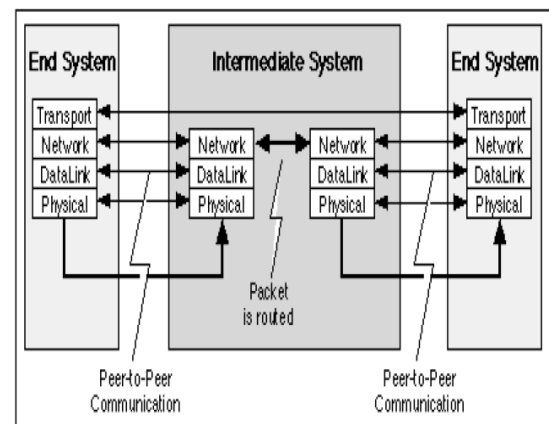 End System
Intermediate System
End System
Transport
Network
DataLink
Physical
Network
DataLink
Physical
Network
DataLink
Physical
Transport
Network
DataLink
Physical
Packet
is routed
Peer-to-Peer
Communication
Peer-to-Peer
Communication